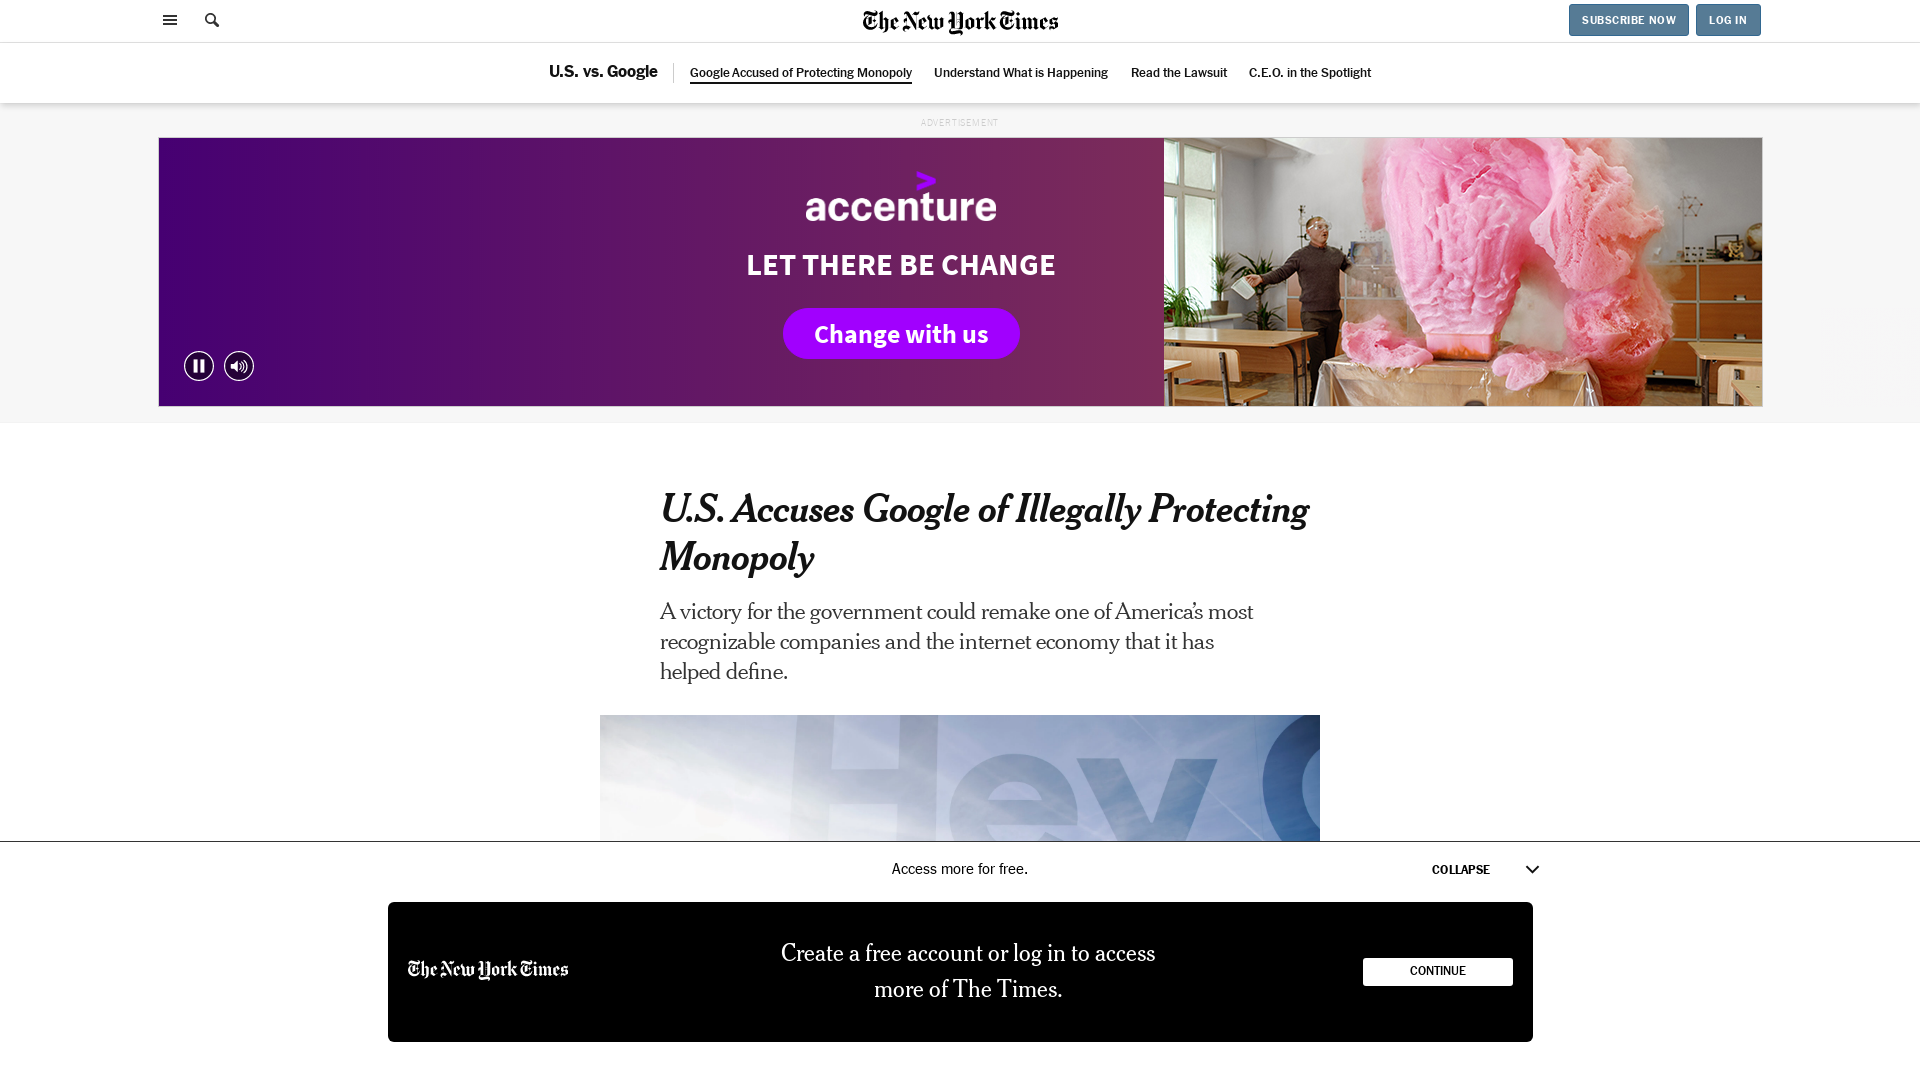 The New York Times
SUBSCRIBE NOW
LOG IN
U.S. vs. Google
Google Accused of Protecting Monopoly
Understand What is Happening
Read the Lawsuit
C.E.O. in the Spotlight
ADVERTISEMENT
>
accenture
LET THERE BE CHANGE
Change with us
U.S. Accuses Google of Illegally Protecting
Monopoly
A victory for the government could remake one of America’s most
recognizable companies and the internet economy that it has
helped define.
Hey G
Access more for free.
COLLAPSE
The New York Times
Create a free account or log in to access
more of The Times.
CONTINUE